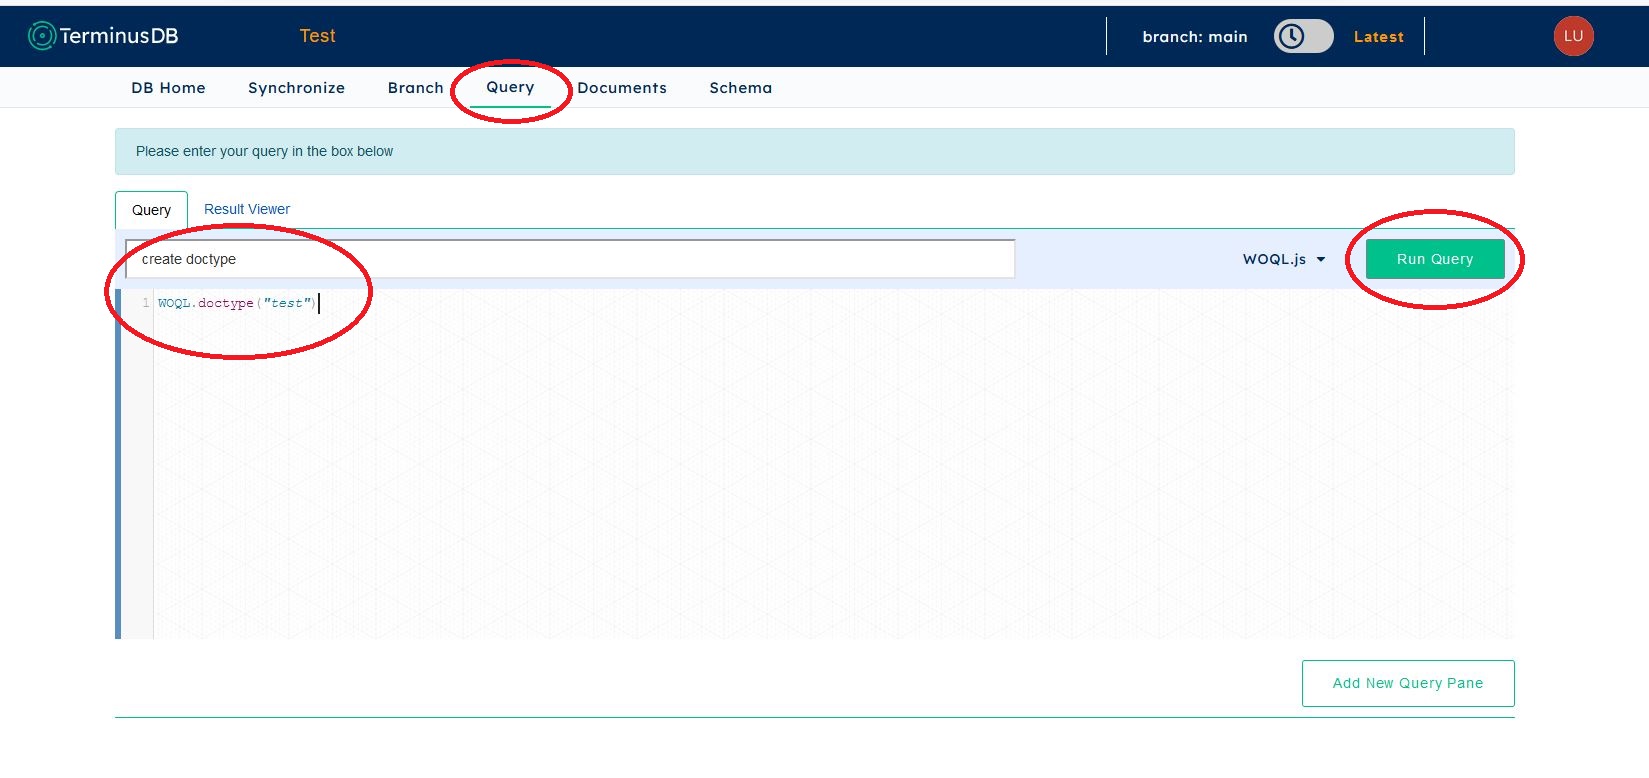 TerminusDB Test branch: main Latest LU
DB Home Synchronize Branch Query Documents Schema
Please enter your query in the box below
Query Result Viewer
create doctype WOQL.js Run Query
1 WOQL.doctype("test")
Add New Query Pane